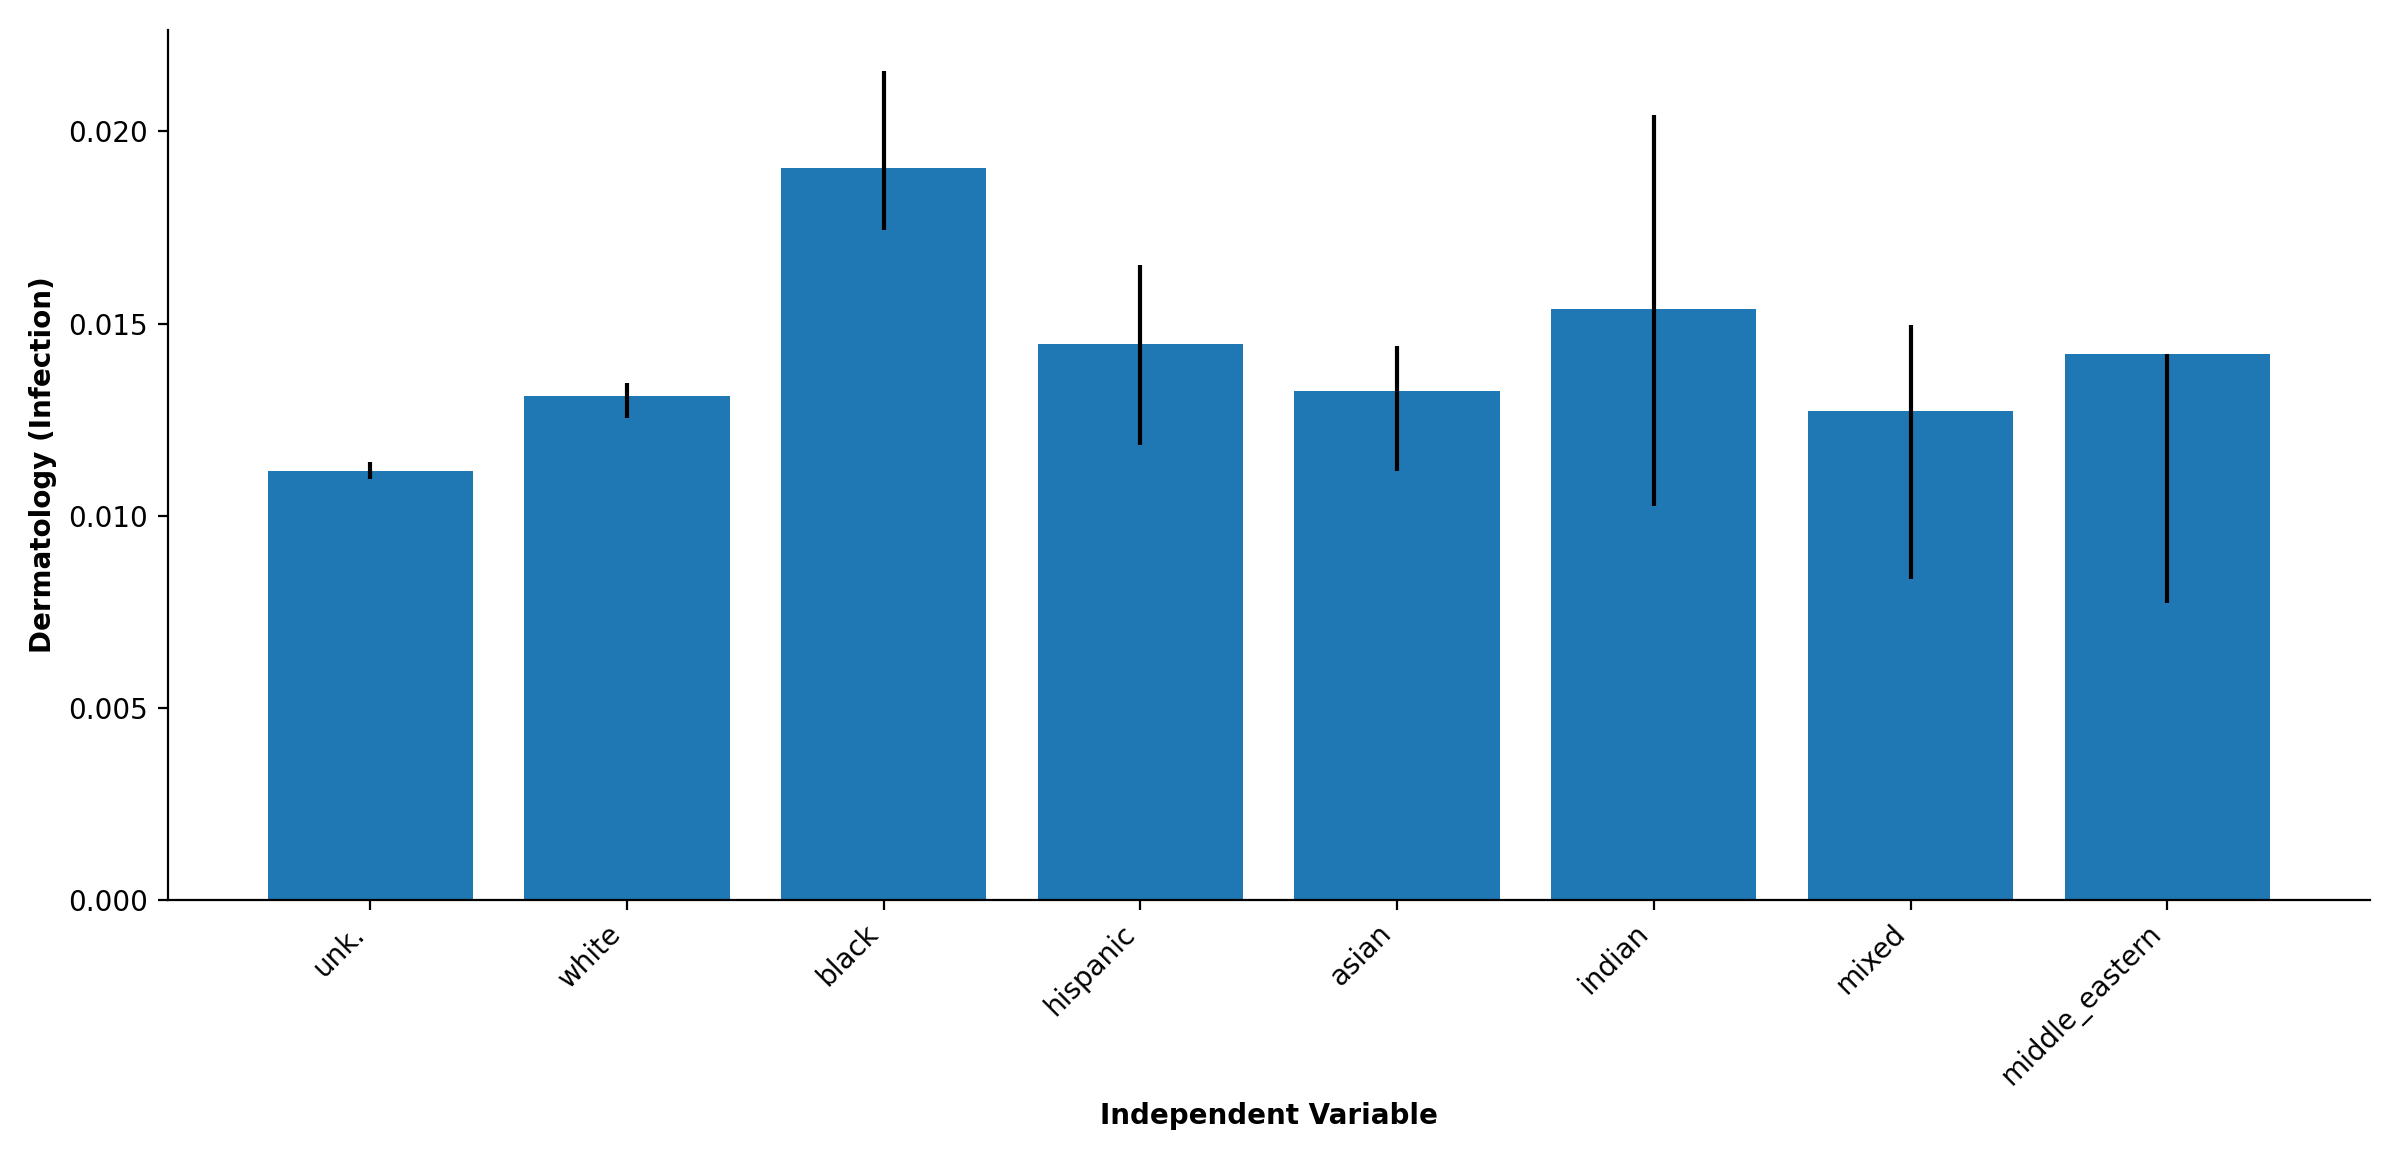 Dermatology (Infection)
0.020
0.015
0.010
0.005
0.000
unk.
white
black
hispanic
asian
indian
mixed
middle_eastern
Independent Variable